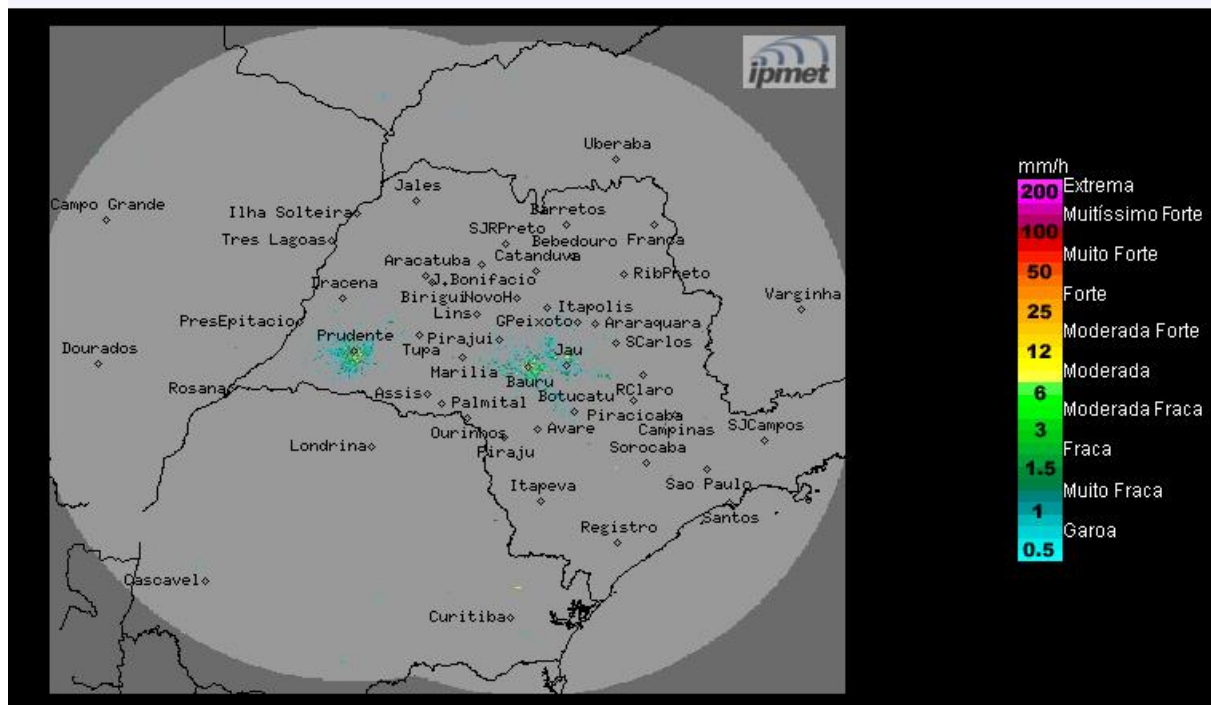 ipmet
Uberaba
Jales
Campo Grande
Ilha Solteira
Barretos
SJRPreto
Tres Lagoas
Bebedouro
Franca
Catanduva
Aracatuba
J.Bonifacio
RibPreto
Dracena
Birigui
NovoH
Varginha
Itapolis
Lins
PresEpitacio
GPeixoto
Araraquara
Prudente
Pirajui
SCarlos
Dourados
Tupa
Jau
Marilia
Bauru
Rosana
Assis
RClaro
Botucatu
Palmital
Piracicaba
Ourinhos
Avare
Campinas
SJCampos
Londrina
Piraju
Sorocaba
Itapeva
Sao Paulo
Santos
Registro
Cascavel
Curitiba
mm/h
200 Extrema
Muitíssimo Forte
100
Muito Forte
50
Forte
25
Moderada Forte
12
Moderada
6
Moderada Fraca
3
Fraca
1.5
Muito Fraca
1
Garoa
0.5